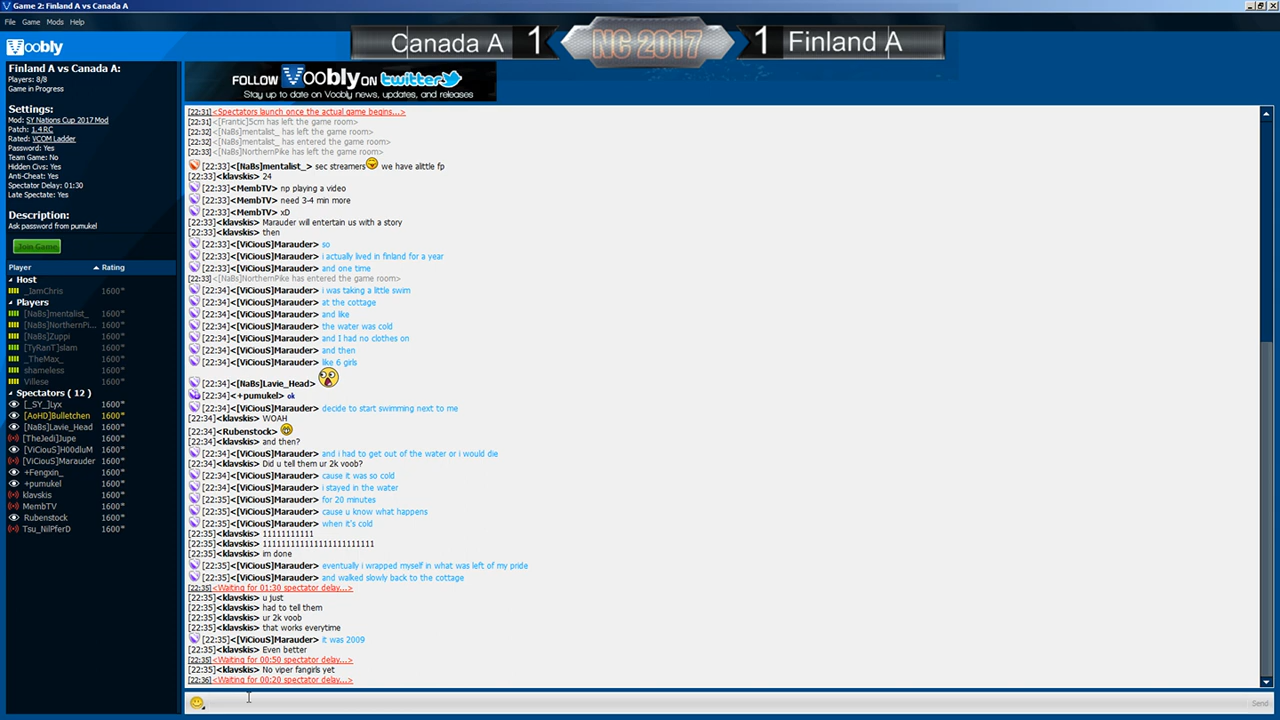 Game 2: Finland A vs Canada A
File Game Mods Help
Canada A 1 NC 2017 1 Finland A
Voobly
FOLLOW Voobly ON twitter
Stay up to date on Voobly news, updates, and releases
Finland A vs Canada A:
Players: 8/8
Game in Progress
Settings:
Mod: SY Nations Cup 2017 Mod
Patch: 1.4 RC
Rated: VCOM Ladder
Password: Yes
Team Game: No
Hidden Civs: Yes
Anti-Cheat: Yes
Spectator Delay: 01:30
Late Spectate: Yes
Description:
Ask password from pumukel
Join Game
Player Rating
Host
_IamChris 1600*
Players
[NaBs]mentalist_ 1600*
[NaBs]NorthernPi... 1600*
[NaBs]Zuppi 1600*
[TyRanT]slam 1600*
_TheMax_ 1600*
shameless 1600*
Villese 1600*
Spectators ( 12 )
[_SY_]Lyx 1600*
[AoHD]Bulletchen 1600*
[NaBs]Lavie_Head 1600*
[TheJedi]Jupe 1600*
[ViCiouS]H00dluM 1600*
[ViCiouS]Marauder 1600*
+Fengxin_ 1600*
+pumukel 1600*
klavskis 1600*
MembTV 1600*
Rubenstock 1600*
Tsu_NilPferD 1600*
[22:31]<Spectators launch once the actual game begins...>
[22:31]<[Frantic]5cm has left the game room>
[22:32]<[NaBs]mentalist_ has left the game room>
[22:32]<[NaBs]mentalist_ has entered the game room>
[22:32]<[NaBs]NorthernPike has left the game room>
[22:33]<[NaBs]mentalist_> sec streamers we have alittle fp
[22:33]<klavskis> 24
[22:33]<MembTV> np playing a video
[22:33]<MembTV> need 3-4 min more
[22:33]<MembTV> xD
[22:33]<klavskis> Marauder will entertain us with a story
[22:33]<klavskis> then
[22:33]<[ViCiouS]Marauder> so
[22:33]<[ViCiouS]Marauder> i actually lived in finland for a year
[22:33]<[ViCiouS]Marauder> and one time
[22:33]<[NaBs]NorthernPike has entered the game room>
[22:34]<[ViCiouS]Marauder> i was taking a little swim
[22:34]<[ViCiouS]Marauder> at the cottage
[22:34]<[ViCiouS]Marauder> and like
[22:34]<[ViCiouS]Marauder> the water was cold
[22:34]<[ViCiouS]Marauder> and I had no clothes on
[22:34]<[ViCiouS]Marauder> and then
[22:34]<[ViCiouS]Marauder> like 6 girls
[22:34]<[NaBs]Lavie_Head>
[22:34]<+pumukel> ok
[22:34]<[ViCiouS]Marauder> decide to start swimming next to me
[22:34]<klavskis> WOAH
[22:34]<Rubenstock>
[22:34]<klavskis> and then?
[22:34]<[ViCiouS]Marauder> and i had to get out of the water or i would die
[22:34]<klavskis> Did u tell them ur 2k voob?
[22:34]<[ViCiouS]Marauder> cause it was so cold
[22:34]<[ViCiouS]Marauder> i stayed in the water
[22:35]<[ViCiouS]Marauder> for 20 minutes
[22:35]<[ViCiouS]Marauder> cause u know what happens
[22:35]<[ViCiouS]Marauder> when it's cold
[22:35]<klavskis> 11111111111
[22:35]<klavskis> 111111111111111111111111
[22:35]<klavskis> im done
[22:35]<[ViCiouS]Marauder> eventually i wrapped myself in what was left of my pride
[22:35]<[ViCiouS]Marauder> and walked slowly back to the cottage
[22:35]<Waiting for 01:30 spectator delay...>
[22:35]<klavskis> u just
[22:35]<klavskis> had to tell them
[22:35]<klavskis> ur 2k voob
[22:35]<klavskis> that works everytime
[22:35]<[ViCiouS]Marauder> it was 2009
[22:35]<klavskis> Even better
[22:35]<Waiting for 00:50 spectator delay...>
[22:35]<klavskis> No viper fangirls yet
[22:36]<Waiting for 00:20 spectator delay...>
Send